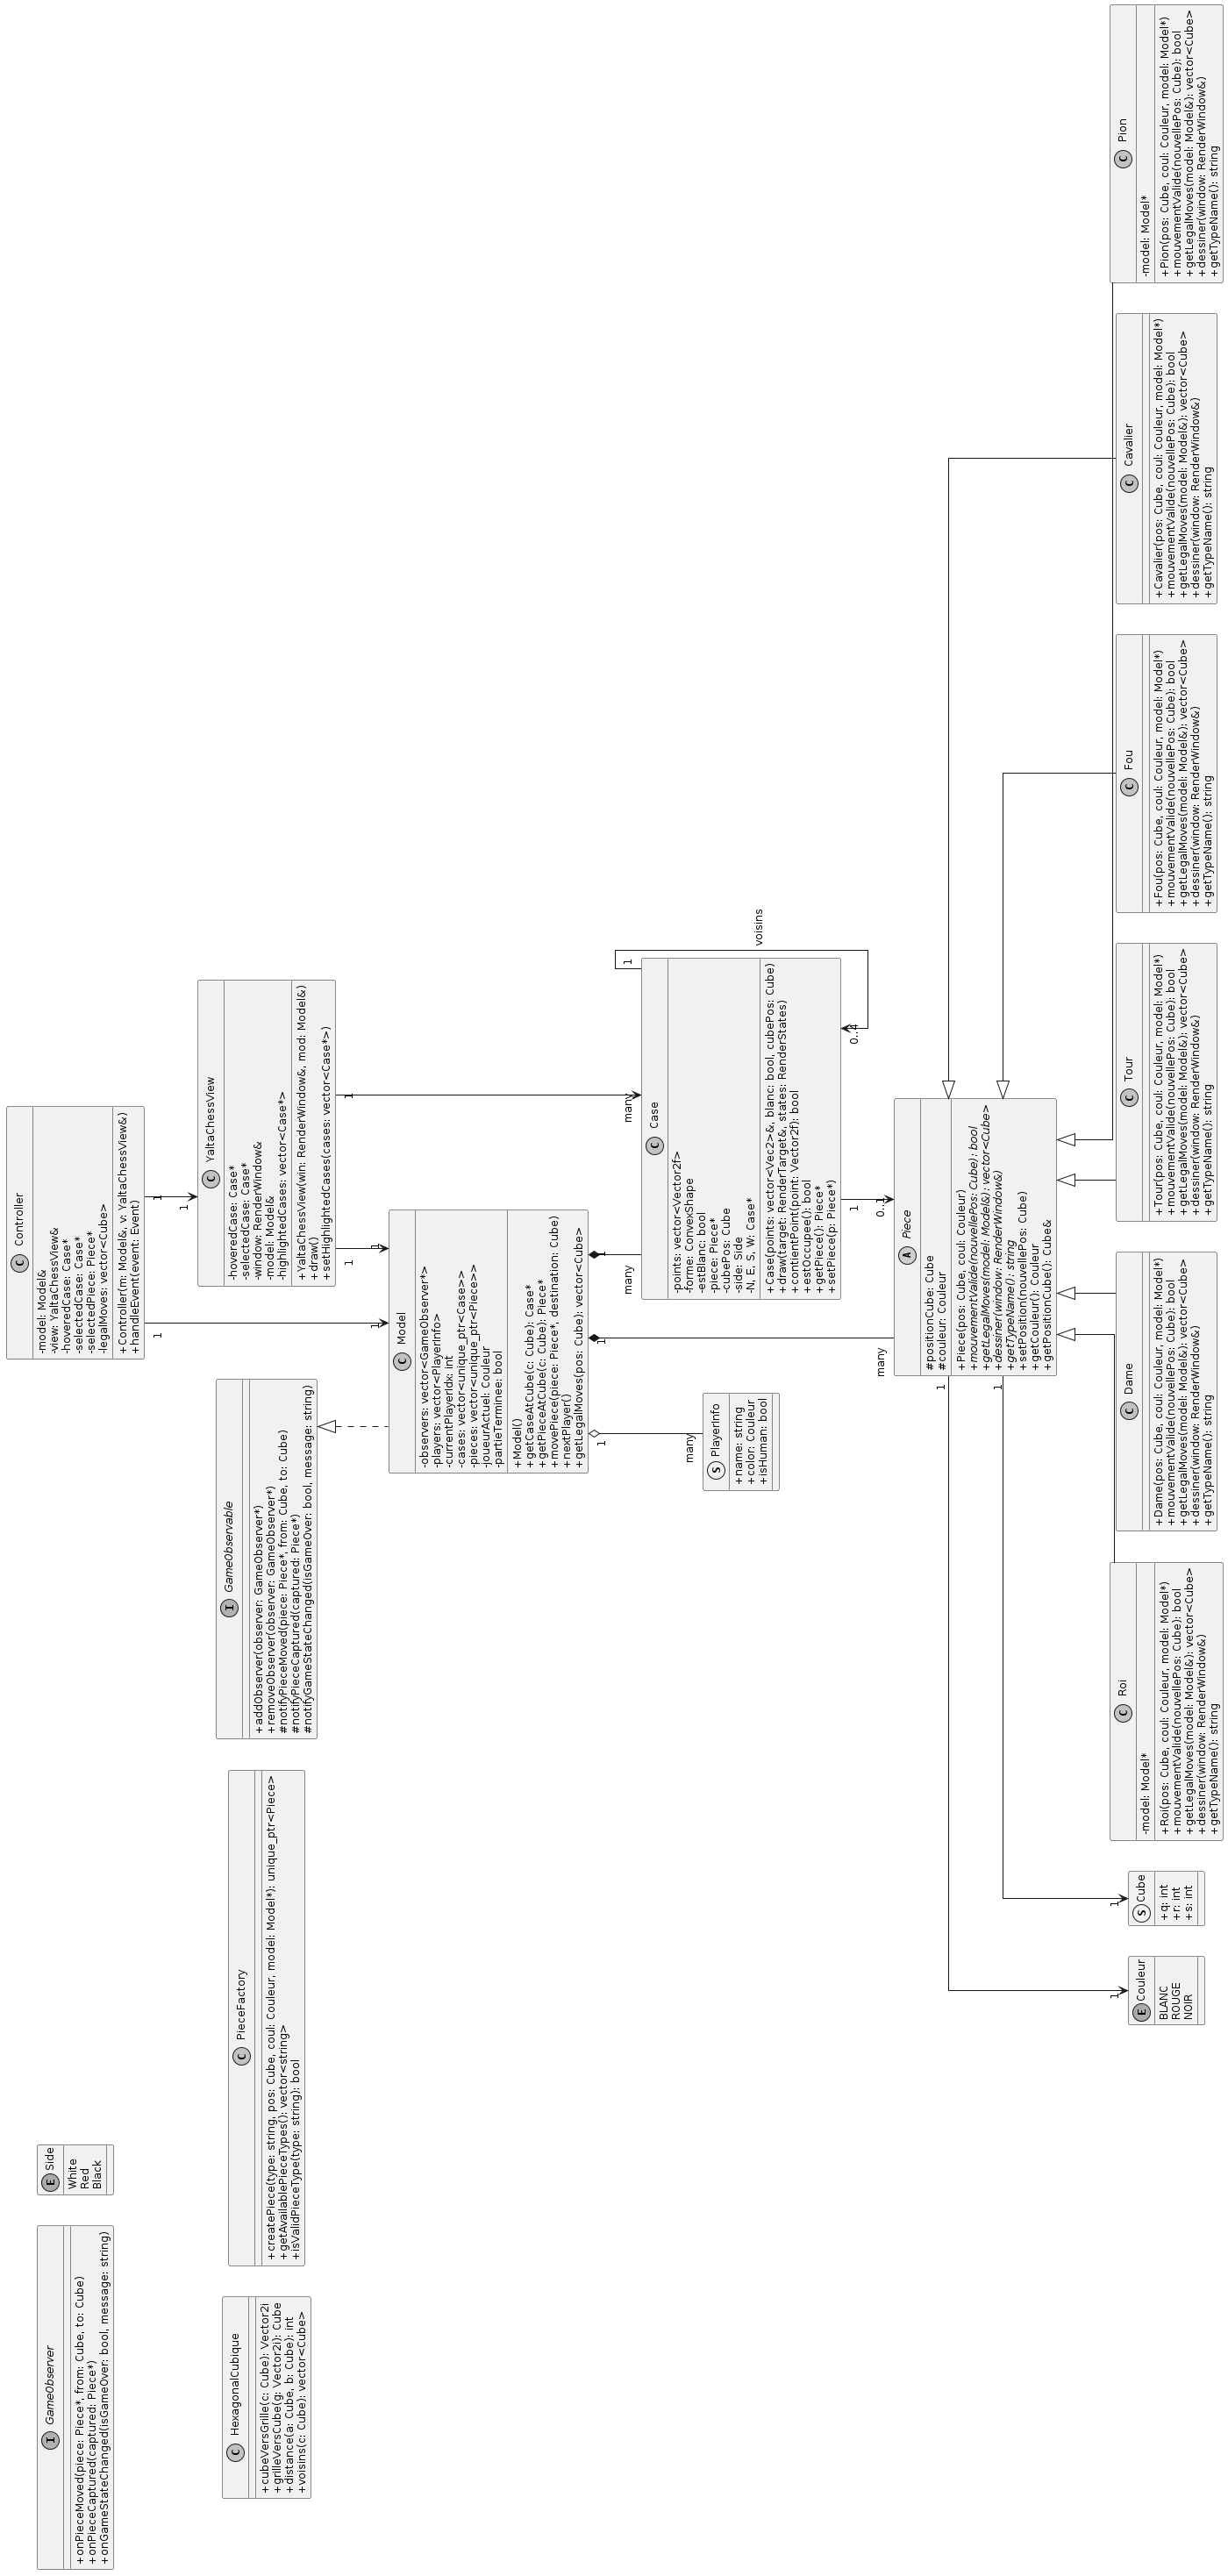 C Controller
-model: Model&
-view: YaltaChessView&
-hoveredCase: Case*
-selectedCase: Case*
-selectedPiece: Piece*
-legalMoves: vector<Cube>
+Controller(m: Model&, v: YaltaChessView&)
+handleEvent(event: Event)
E Side
White
Red
Black
I GameObserver
+onPieceMoved(piece: Piece*, from: Cube, to: Cube)
+onPieceCaptured(captured: Piece*)
+onGameStateChanged(isGameOver: bool, message: string)
1
1
1
1
C YaltaChessView
-hoveredCase: Case*
-selectedCase: Case*
-window: RenderWindow&
-model: Model&
-highlightedCases: vector<Case*>
+YaltaChessView(win: RenderWindow&, mod: Model&)
+draw()
+setHighlightedCases(cases: vector<Case*>)
I GameObservable
+addObserver(observer: GameObserver*)
+removeObserver(observer: GameObserver*)
#notifyPieceMoved(piece: Piece*, from: Cube, to: Cube)
#notifyPieceCaptured(captured: Piece*)
#notifyGameStateChanged(isGameOver: bool, message: string)
C PieceFactory
+createPiece(type: string, pos: Cube, coul: Couleur, model: Model*): unique_ptr<Piece>
+getAvailablePieceTypes(): vector<string>
+isValidPieceType(type: string): bool
C HexagonalCubique
+cubeVersGrille(c: Cube): Vector2i
+grilleVersCube(g: Vector2i): Cube
+distance(a: Cube, b: Cube): int
+voisins(c: Cube): vector<Cube>
1
1
1
many
C Model
-observers: vector<GameObserver*>
-players: vector<PlayerInfo>
-currentPlayerIdx: int
-cases: vector<unique_ptr<Case>>
-pieces: vector<unique_ptr<Piece>>
-joueurActuel: Couleur
-partieTerminee: bool
+Model()
+getCaseAtCube(c: Cube): Case*
+getPieceAtCube(c: Cube): Piece*
+movePiece(piece: Piece*, destination: Cube)
+nextPlayer()
+getLegalMoves(pos: Cube): vector<Cube>
1
many
1
many
1
many
1
voisins
0..4
C Case
-points: vector<Vector2f>
-forme: ConvexShape
-estBlanc: bool
-piece: Piece*
-cubePos: Cube
-side: Side
-N, E, S, W: Case*
+Case(points: vector<Vec2>&, blanc: bool, cubePos: Cube)
+draw(target: RenderTarget&, states: RenderStates)
+contientPoint(point: Vector2f): bool
+estOccupee(): bool
+getPiece(): Piece*
+setPiece(p: Piece*)
S PlayerInfo
+name: string
+color: Couleur
+isHuman: bool
1
0..1
A Piece
#positionCube: Cube
#couleur: Couleur
+Piece(pos: Cube, coul: Couleur)
+mouvementValide(nouvellePos: Cube): bool
+getLegalMoves(model: Model&): vector<Cube>
+dessiner(window: RenderWindow&)
+getTypeName(): string
+setPosition(nouvellePos: Cube)
+getCouleur(): Couleur
+getPositionCube(): Cube&
1
1
1
1
C Pion
-model: Model*
+Pion(pos: Cube, coul: Couleur, model: Model*)
+mouvementValide(nouvellePos: Cube): bool
+getLegalMoves(model: Model&): vector<Cube>
+dessiner(window: RenderWindow&)
+getTypeName(): string
C Cavalier
+Cavalier(pos: Cube, coul: Couleur, model: Model*)
+mouvementValide(nouvellePos: Cube): bool
+getLegalMoves(model: Model&): vector<Cube>
+dessiner(window: RenderWindow&)
+getTypeName(): string
C Fou
+Fou(pos: Cube, coul: Couleur, model: Model*)
+mouvementValide(nouvellePos: Cube): bool
+getLegalMoves(model: Model&): vector<Cube>
+dessiner(window: RenderWindow&)
+getTypeName(): string
C Tour
+Tour(pos: Cube, coul: Couleur, model: Model*)
+mouvementValide(nouvellePos: Cube): bool
+getLegalMoves(model: Model&): vector<Cube>
+dessiner(window: RenderWindow&)
+getTypeName(): string
C Dame
+Dame(pos: Cube, coul: Couleur, model: Model*)
+mouvementValide(nouvellePos: Cube): bool
+getLegalMoves(model: Model&): vector<Cube>
+dessiner(window: RenderWindow&)
+getTypeName(): string
C Roi
-model: Model*
+Roi(pos: Cube, coul: Couleur, model: Model*)
+mouvementValide(nouvellePos: Cube): bool
+getLegalMoves(model: Model&): vector<Cube>
+dessiner(window: RenderWindow&)
+getTypeName(): string
S Cube
+q: int
+r: int
+s: int
E Couleur
BLANC
ROUGE
NOIR